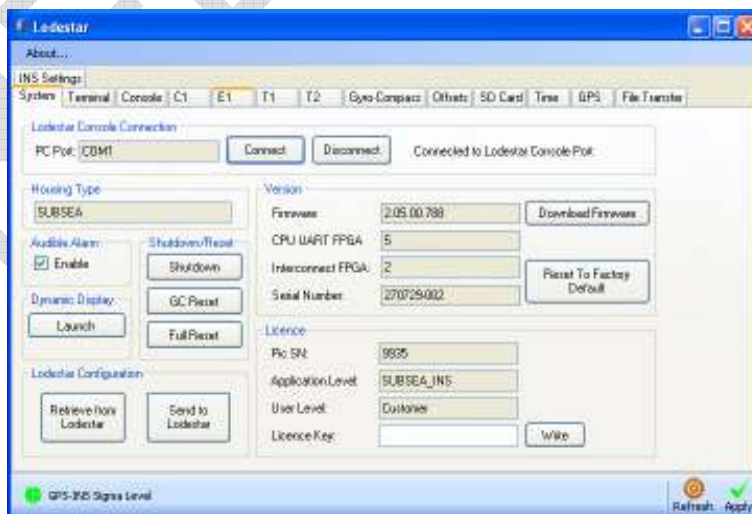 Lodestar
About...
INS Settings
System Terminal Console C1 E1 T1 T2 Gyro-Compass Offsets SD Card Time GPS File Transfer
Lodestar Console Connection
PC Port: COM1 Connect Disconnect Connected to Lodestar Console Port
Housing Type
SUBSEA
Audible Alarm
Enable
Shutdown/Reset
Shutdown
GC Reset
Full Reset
Dynamic Display
Launch
Lodestar Configuration
Retrieve from Lodestar
Send to Lodestar
Version
Firmware 2.05.00.788 Download Firmware
CPU UART FPGA 5
Interconnect FPGA: 2
Serial Number: 270729-002
Reset To Factory Default
Licence
Pic SN: 9935
Application Level: SUBSEA_INS
User Level: Customer
Licence Key: Write
GPS-INS Sigma Level
Refresh Apply